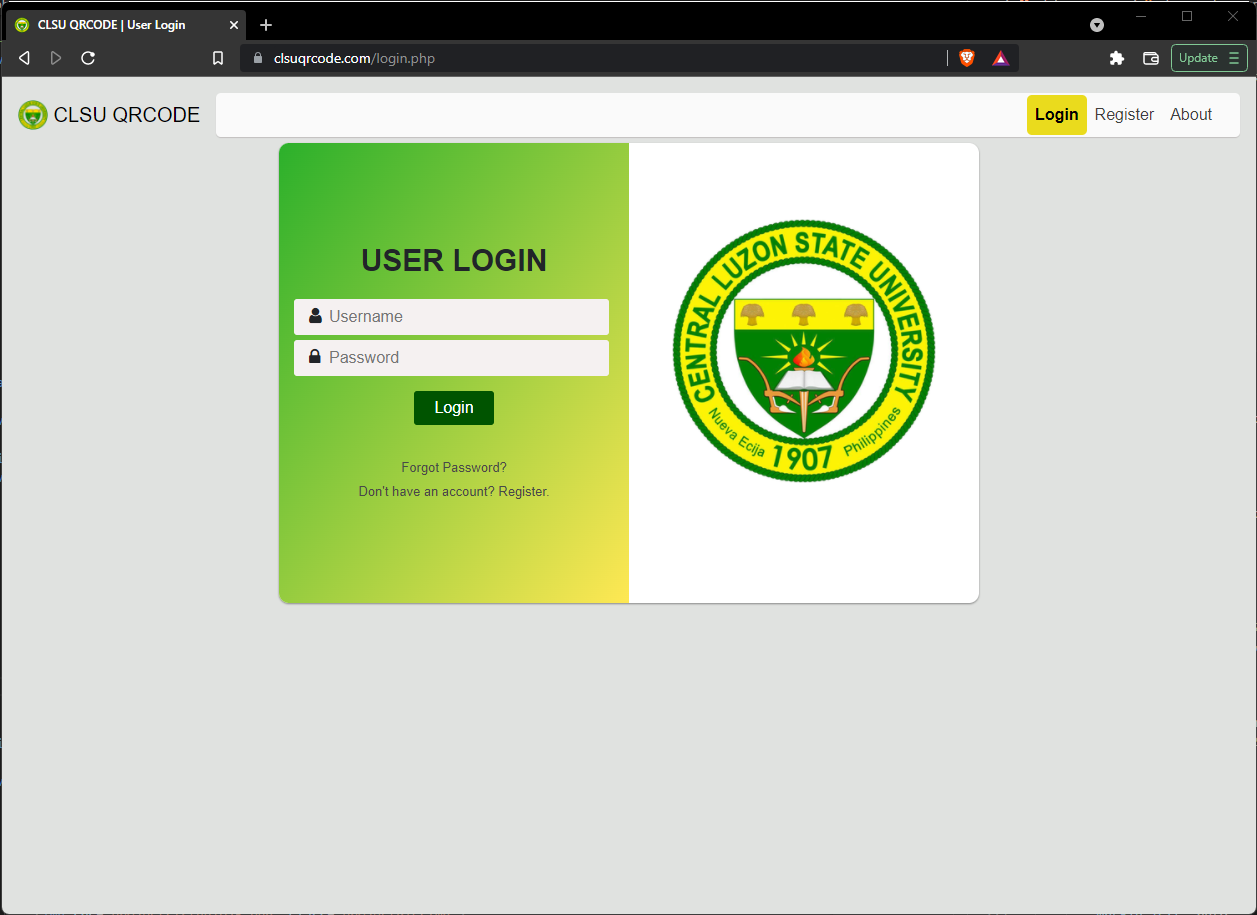 CLSU QRCODE | User Login
clsuqrcode.com/login.php
Update
CLSU QRCODE
Login
Register
About
USER LOGIN
Username
Password
Login
Forgot Password?
Don't have an account? Register.
CENTRAL LUZON STATE UNIVERSITY
Nueva Ecija
1907
Philippines